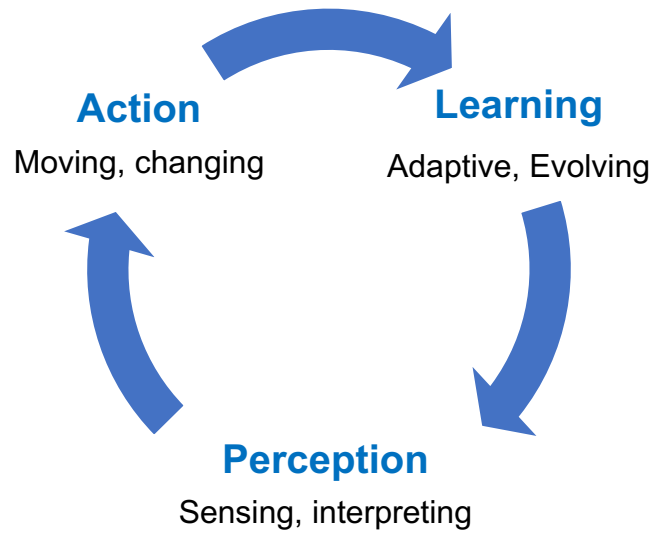 Action
Moving, changing
Learning
Adaptive, Evolving
Perception
Sensing, interpreting